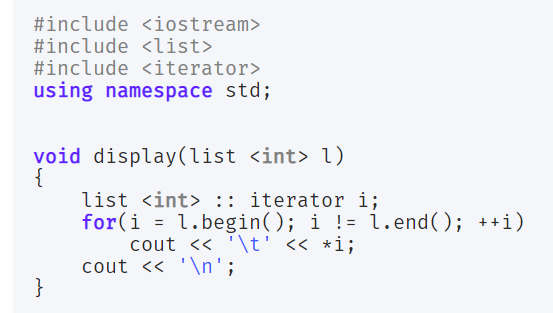 #include <iostream>
#include <list>
#include <iterator>
using namespace std;
void display(list <int> l)
{
    list <int> :: iterator i;
    for(i = l.begin(); i != l.end(); ++i)
        cout << '\t' << *i;
    cout << '\n';
}